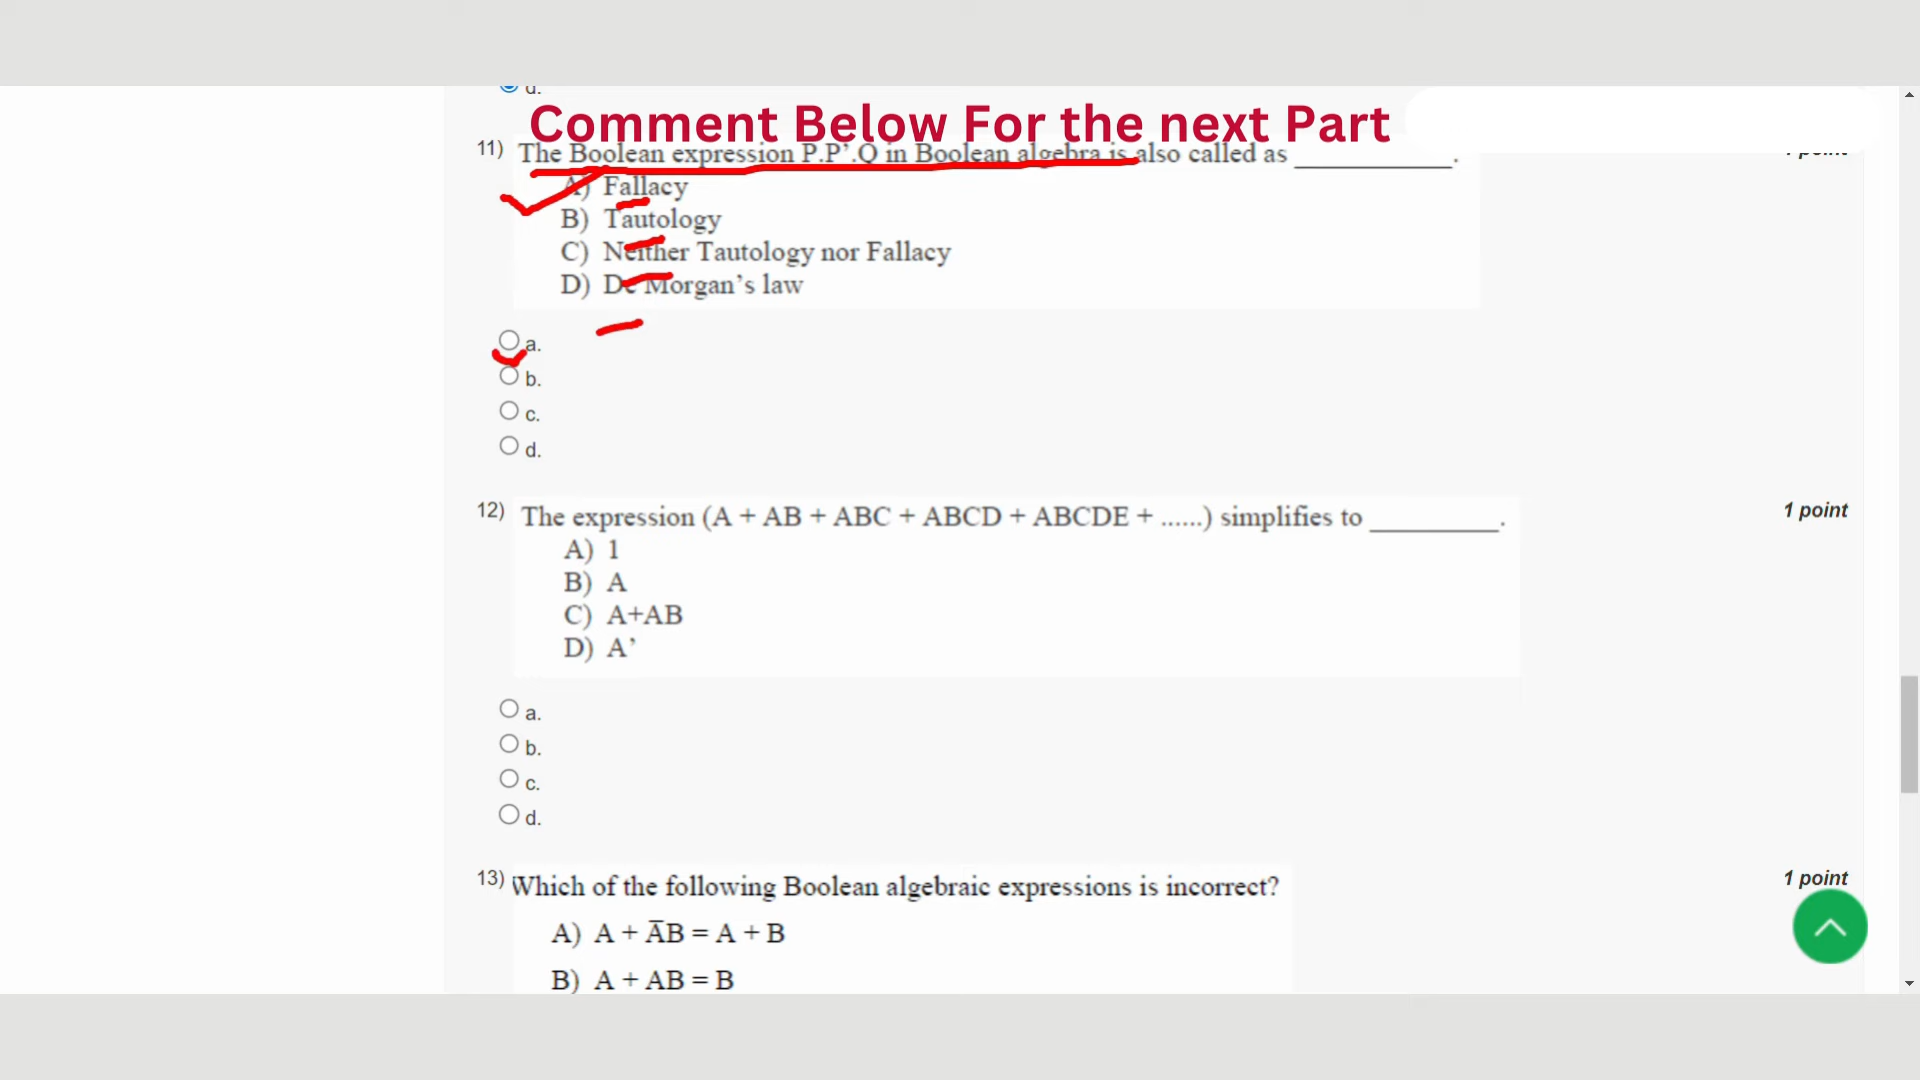 d.
Comment Below For the next Part
11) The Boolean expression P.P'.Q in Boolean algebra is also called as __________.
A) Fallacy
B) Tautology
C) Neither Tautology nor Fallacy
D) De Morgan's law
a.
b.
c.
d.
12) The expression (A + AB + ABC + ABCD + ABCDE + ......) simplifies to _________. 1 point
A) 1
B) A
C) A+AB
D) A'
a.
b.
c.
d.
13) Which of the following Boolean algebraic expressions is incorrect? 1 point
A) A + A̅B = A + B
B) A + AB = B